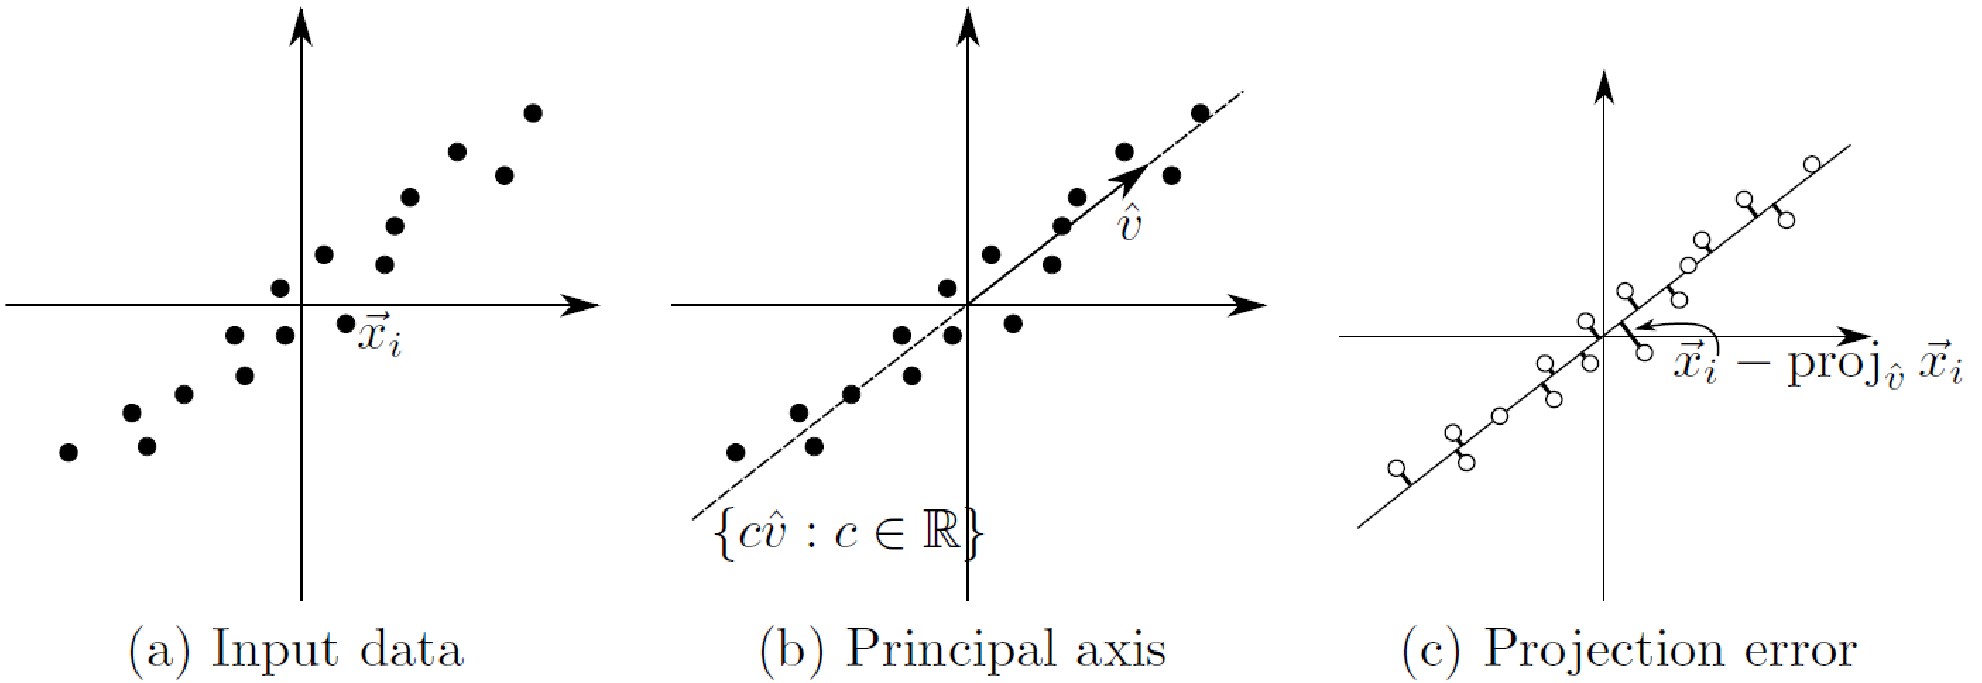 $\vec{x}_i$
$\hat{v}$
$\{c\hat{v} : c \in \mathbb{R}\}$
$\vec{x}_i - \text{proj}_{\hat{v}}\, \vec{x}_i$
(a) Input data
(b) Principal axis
(c) Projection error